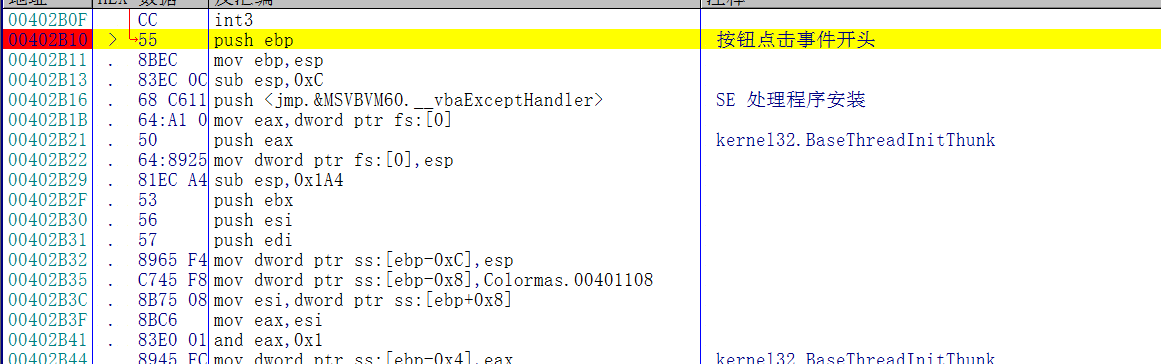 地址 HEX 数据 反汇编 注释
00402B0F CC int3
00402B10 > 55 push ebp 按钮点击事件开头
00402B11 . 8BEC mov ebp,esp
00402B13 . 83EC 0C sub esp,0xC
00402B16 . 68 C611 push <jmp.&MSVBVM60.__vbaExceptHandler> SE 处理程序安装
00402B1B . 64:A1 0 mov eax,dword ptr fs:[0]
00402B21 . 50 push eax kernel32.BaseThreadInitThunk
00402B22 . 64:8925 mov dword ptr fs:[0],esp
00402B29 . 81EC A4 sub esp,0x1A4
00402B2F . 53 push ebx
00402B30 . 56 push esi
00402B31 . 57 push edi
00402B32 . 8965 F4 mov dword ptr ss:[ebp-0xC],esp
00402B35 . C745 F8 mov dword ptr ss:[ebp-0x8],Colormas.00401108
00402B3C . 8B75 08 mov esi,dword ptr ss:[ebp+0x8]
00402B3F . 8BC6 mov eax,esi
00402B41 . 83E0 01 and eax,0x1
00402B44 . 8945 FC mov dword ptr ss:[ebp-0x4],eax kernel32.BaseThreadInitThunk